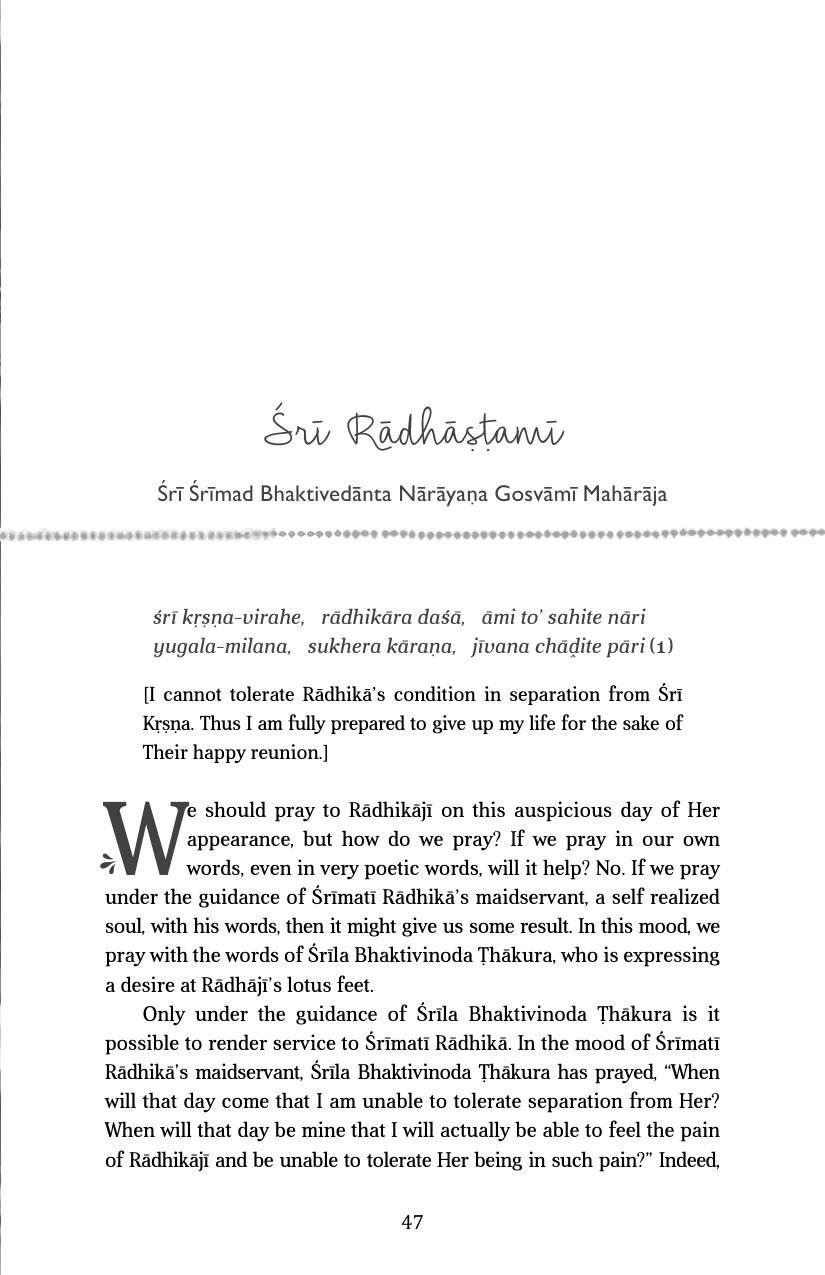 Śrī Rādhāṣṭamī
Śrī Śrīmad Bhaktivedānta Nārāyaṇa Gosvāmī Mahārāja
śrī kṛṣṇa-virahe, rādhikāra daśā, āmi to’ sahite nāri
yugala-milana, sukhera kāraṇa, jīvana chāḓite pāri (1)
[I cannot tolerate Rādhikā’s condition in separation from Śrī
Kṛṣṇa. Thus I am fully prepared to give up my life for the sake of
Their happy reunion.]
We should pray to Rādhikājī on this auspicious day of Her
appearance, but how do we pray? If we pray in our own
words, even in very poetic words, will it help? No. If we pray
under the guidance of Śrīmatī Rādhikā’s maidservant, a self realized
soul, with his words, then it might give us some result. In this mood, we
pray with the words of Śrīla Bhaktivinoda Ṭhākura, who is expressing
a desire at Rādhājī’s lotus feet.
Only under the guidance of Śrīla Bhaktivinoda Ṭhākura is it
possible to render service to Śrīmatī Rādhikā. In the mood of Śrīmatī
Rādhikā’s maidservant, Śrīla Bhaktivinoda Ṭhākura has prayed, “When
will that day come that I am unable to tolerate separation from Her?
When will that day be mine that I will actually be able to feel the pain
of Rādhikājī and be unable to tolerate Her being in such pain?” Indeed,
47